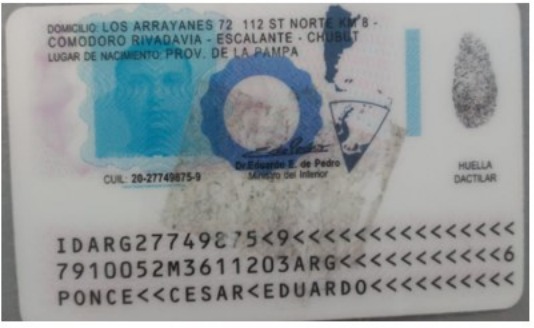 DOMICILIO: LOS ARRAYANES 72 112 ST NORTE KM 8 -
COMODORO RIVADAVIA - ESCALANTE - CHUBUT
LUGAR DE NACIMIENTO: PROV. DE LA PAMPA
Dr. Eduardo E. de Pedro
Ministro del Interior
CUIL: 20-27749875-9
HUELLA
DACTILAR
IDARG27749875<9<<<<<<<<<<<<<<<
7910052M3611203ARG<<<<<<<<<<<6
PONCE<<CESAR<EDUARDO<<<<<<<<<<